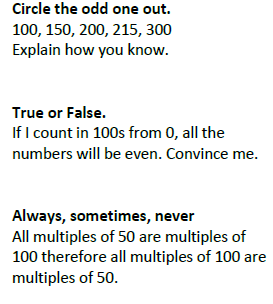 Circle the odd one out.
100, 150, 200, 215, 300
Explain how you know.
True or False.
If I count in 100s from 0, all the
numbers will be even. Convince me.
Always, sometimes, never
All multiples of 50 are multiples of
100 therefore all multiples of 100 are
multiples of 50.